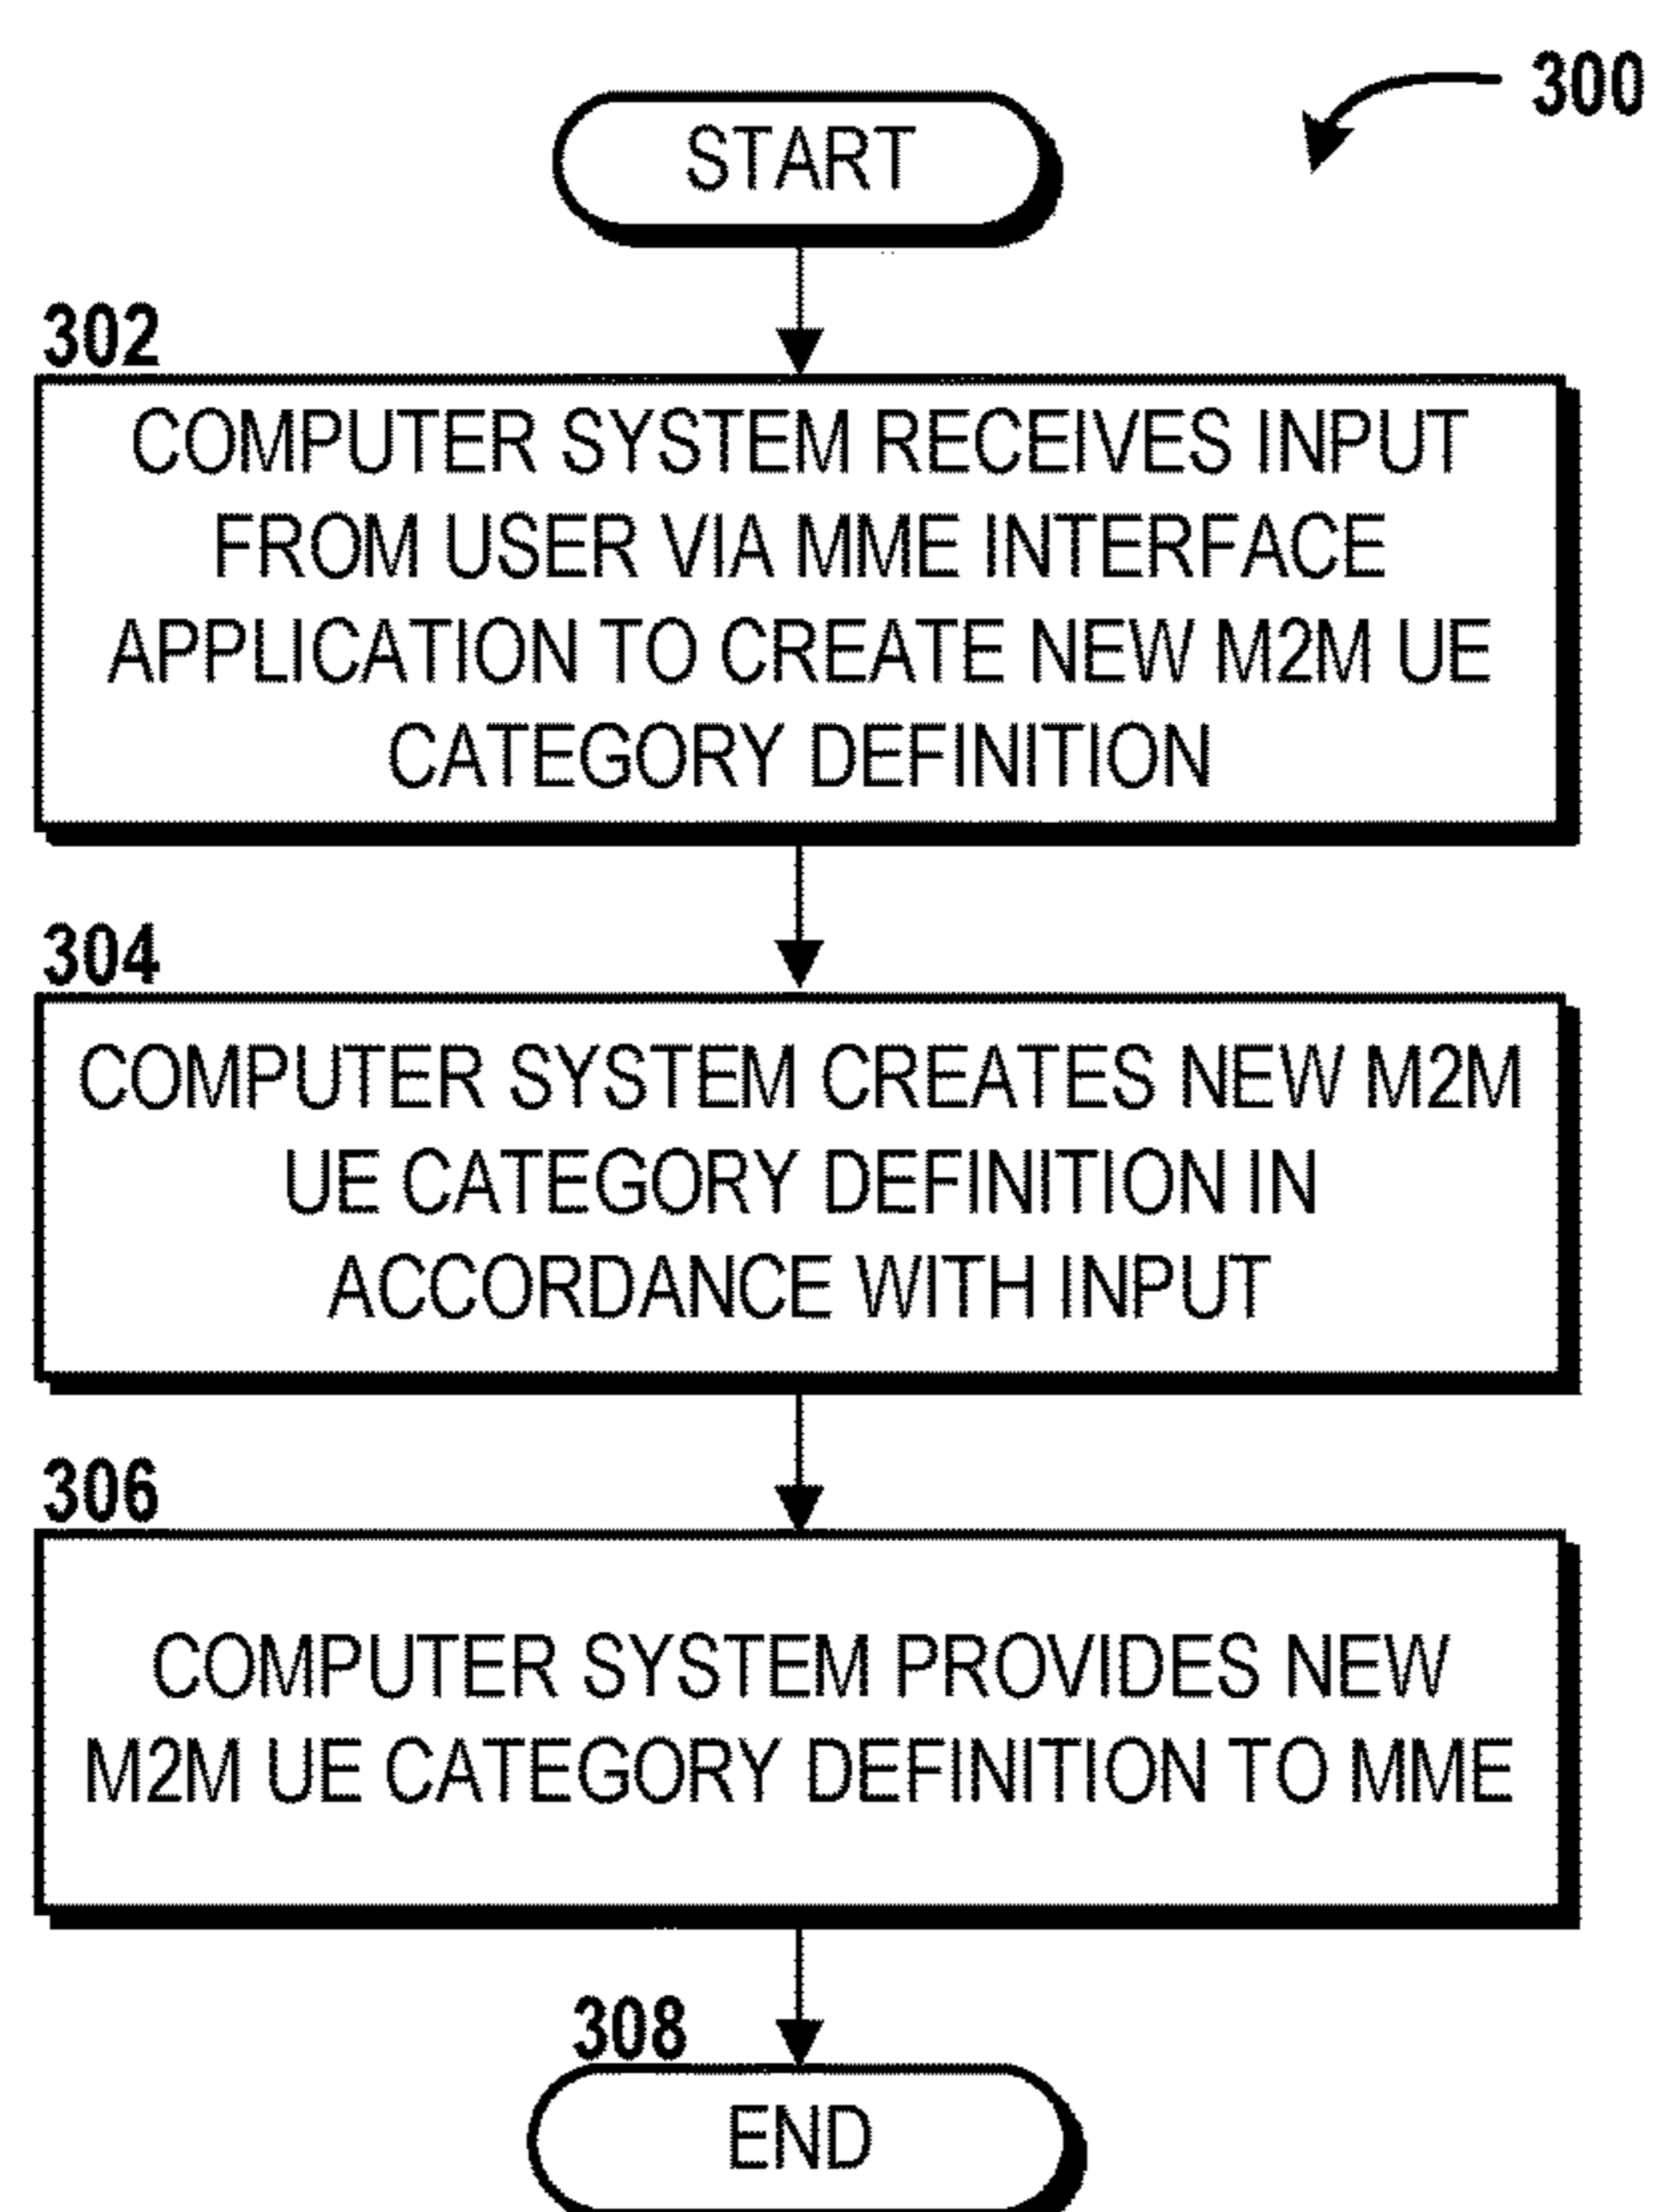 300
START
302
COMPUTER SYSTEM RECEIVES INPUT
FROM USER VIA MME INTERFACE
APPLICATION TO CREATE NEW M2M UE
CATEGORY DEFINITION
304
COMPUTER SYSTEM CREATES NEW M2M
UE CATEGORY DEFINITION IN
ACCORDANCE WITH INPUT
306
COMPUTER SYSTEM PROVIDES NEW
M2M UE CATEGORY DEFINITION TO MME
308
END